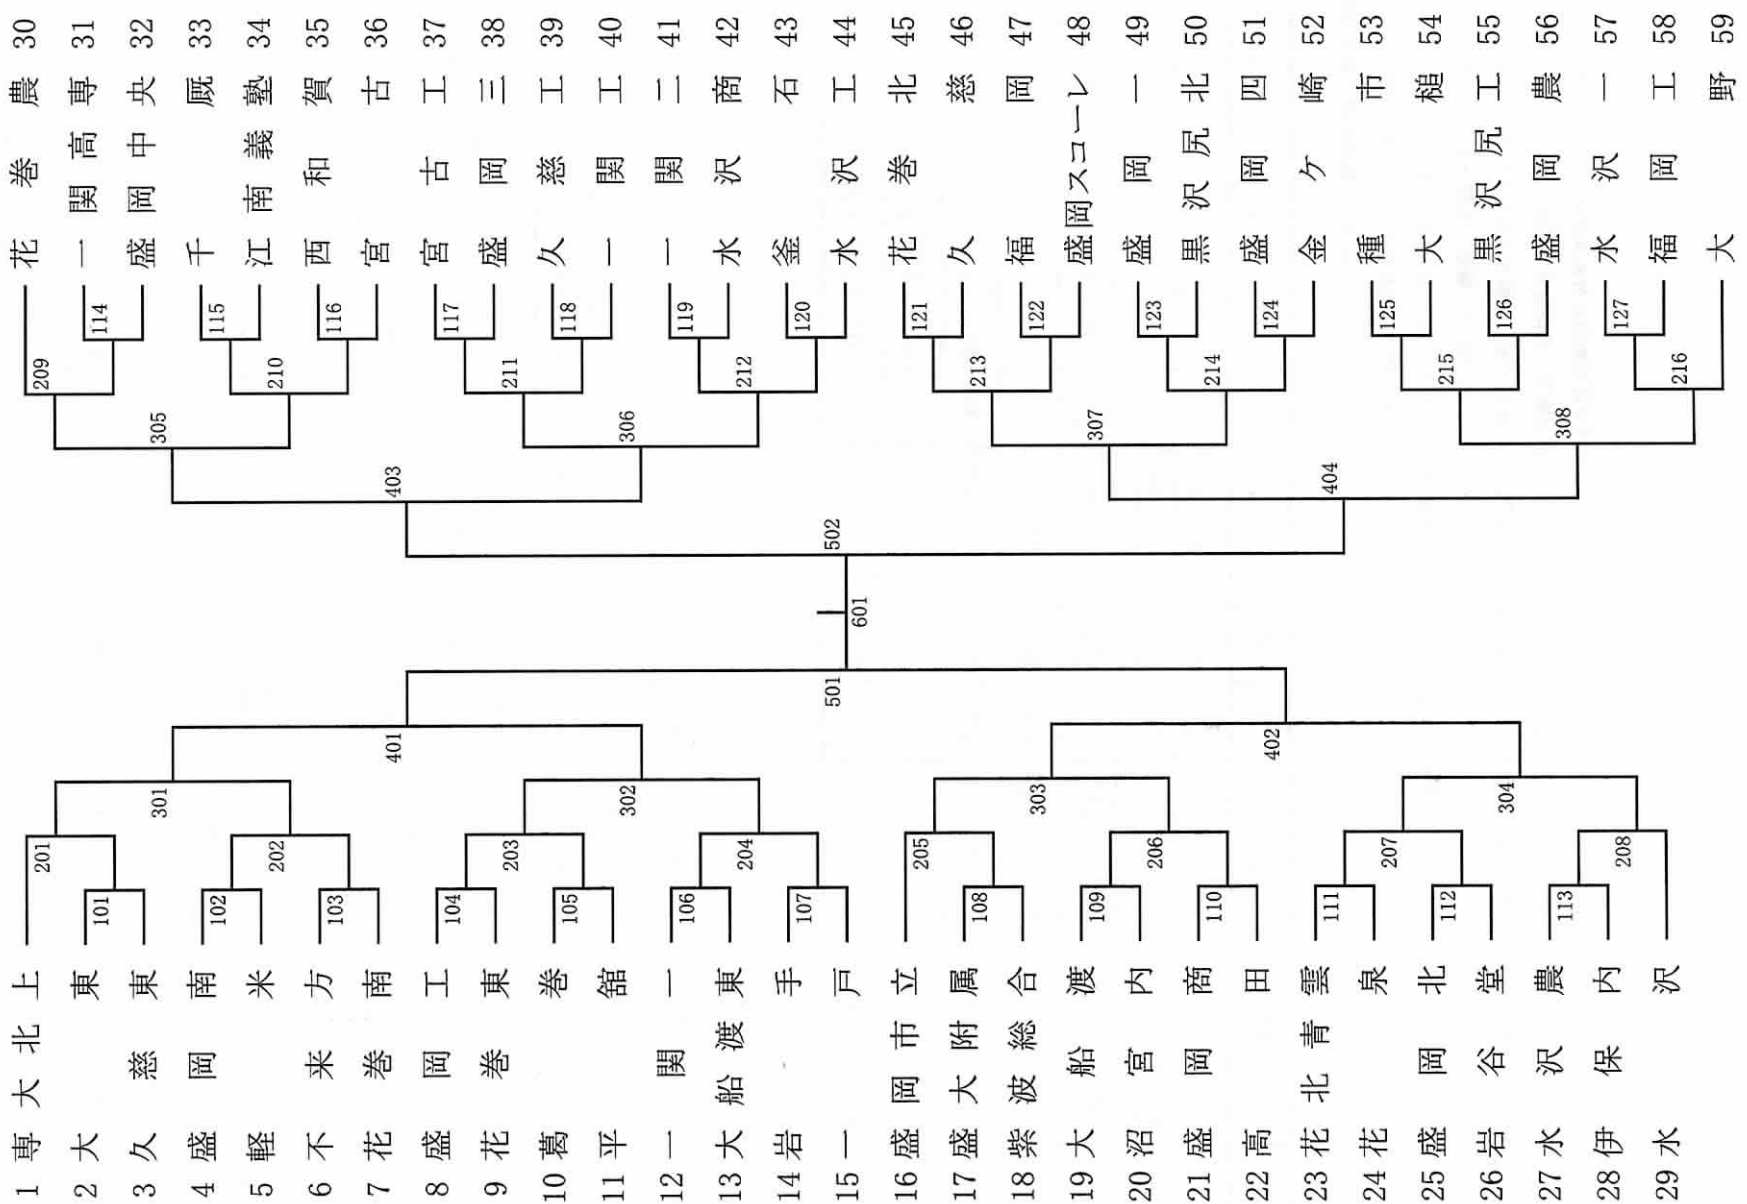 1 専大北上
2 大東
3 久慈東
4 盛岡南
5 軽米
6 不来方
7 花巻南
8 盛岡工
9 花巻東
10 葛巻
11 平舘
12 一関一
13 大船渡東
14 岩手
15 一戸
16 盛岡市立
17 盛大附属
18 紫波総合
19 大船渡
20 沼宮内
21 盛岡商
22 高田
23 花北青雲
24 花泉
25 盛岡北
26 岩谷堂
27 水沢農
28 伊保内
29 水沢
101
102
103
104
105
106
107
108
109
110
111
112
113
201
202
203
204
205
206
207
208
301
302
303
304
401
402
501
601
502
403
404
305
306
307
308
209
210
211
212
213
214
215
216
114
115
116
117
118
119
120
121
122
123
124
125
126
127
花巻農 30
一関高専 31
盛岡中央 32
千厩 33
江南義塾 34
西和賀 35
宮古 36
宮古工 37
盛岡三 38
久慈工 39
一関工 40
一関二 41
水沢商 42
釜石 43
水沢工 44
花巻北 45
久慈 46
福岡 47
盛岡スコーレ 48
盛岡一 49
黒沢尻北 50
盛岡四 51
金ケ崎 52
種市 53
大槌 54
黒沢尻工 55
盛岡農 56
水沢一 57
福岡工 58
大野 59